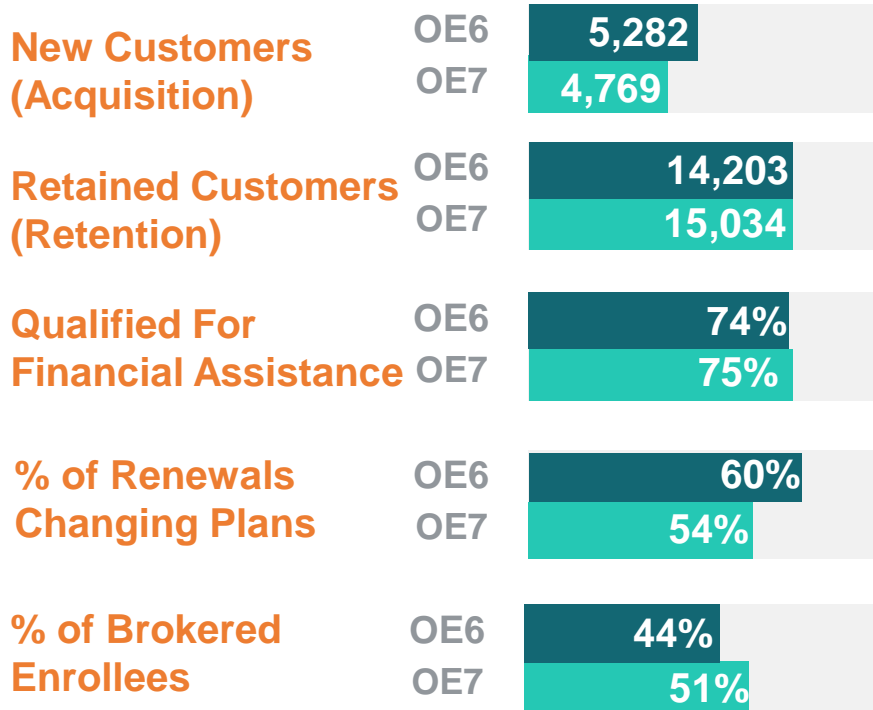 New Customers
(Acquisition)
OE6 5,282
OE7 4,769
Retained Customers
(Retention)
OE6 14,203
OE7 15,034
Qualified For
Financial Assistance
OE6 74%
OE7 75%
% of Renewals
Changing Plans
OE6 60%
OE7 54%
% of Brokered
Enrollees
OE6 44%
OE7 51%